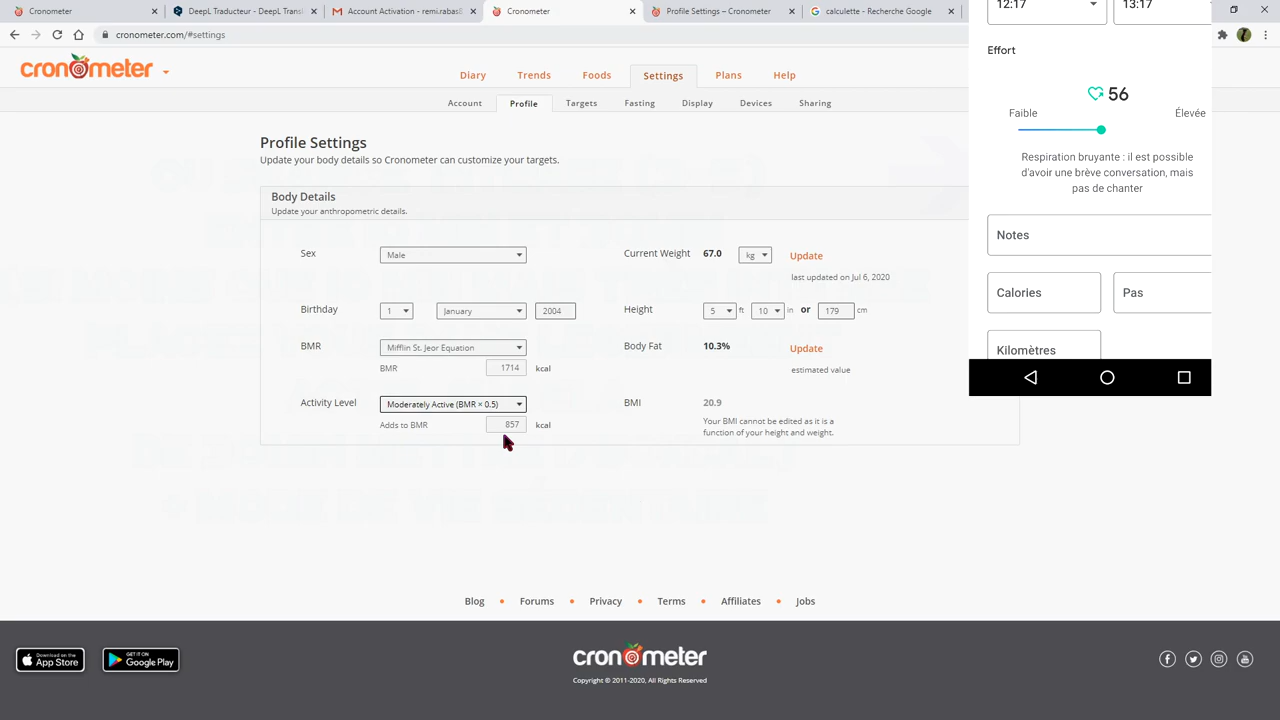 Cronometer
DeepL Traducteur - DeepL Transl
Account Activation - remi.rabas8
Cronometer
Profile Settings – Cronometer
calculette - Recherche Google
cronometer.com/#settings
cronometer
Diary
Trends
Foods
Settings
Plans
Help
Account
Profile
Targets
Fasting
Display
Devices
Sharing
Profile Settings
Update your body details so Cronometer can customize your targets.
Body Details
Update your anthropometric details.
Sex
Male
Current Weight
67.0
kg
Update
last updated on Jul 6, 2020
Birthday
1
January
2004
Height
5
ft
10
in
or
179
cm
BMR
Mifflin St. Jeor Equation
BMR
1714
kcal
Body Fat
10.3%
Update
estimated value
Activity Level
Moderately Active (BMR × 0.5)
Adds to BMR
857
kcal
BMI
20.9
Your BMI cannot be edited as it is a
function of your height and weight.
12:17
13:17
Effort
56
Faible
Élevée
Respiration bruyante : il est possible
d'avoir une brève conversation, mais
pas de chanter
Notes
Calories
Pas
Kilomètres
Blog
Forums
Privacy
Terms
Affiliates
Jobs
Download on the
App Store
GET IT ON
Google Play
cronometer
Copyright © 2011-2020, All Rights Reserved